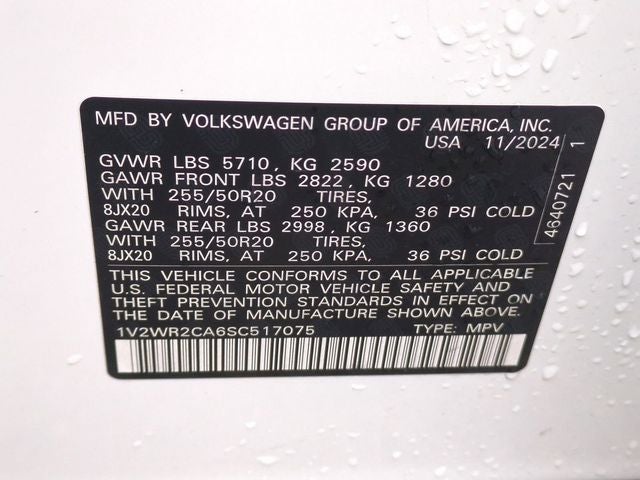 MFD BY VOLKSWAGEN GROUP OF AMERICA, INC.
USA 11/2024
GVWR LBS 5710 , KG 2590
GAWR FRONT LBS 2822 , KG 1280
WITH 255/50R20 TIRES,
8JX20 RIMS, AT 250 KPA, 36 PSI COLD
GAWR REAR LBS 2998 , KG 1360
WITH 255/50R20 TIRES,
8JX20 RIMS, AT 250 KPA, 36 PSI COLD
THIS VEHICLE CONFORMS TO ALL APPLICABLE
U.S. FEDERAL MOTOR VEHICLE SAFETY AND
THEFT PREVENTION STANDARDS IN EFFECT ON
THE DATE OF MANUFACTURE SHOWN ABOVE.
1V2WR2CA6SC517075 TYPE: MPV
4640721 1